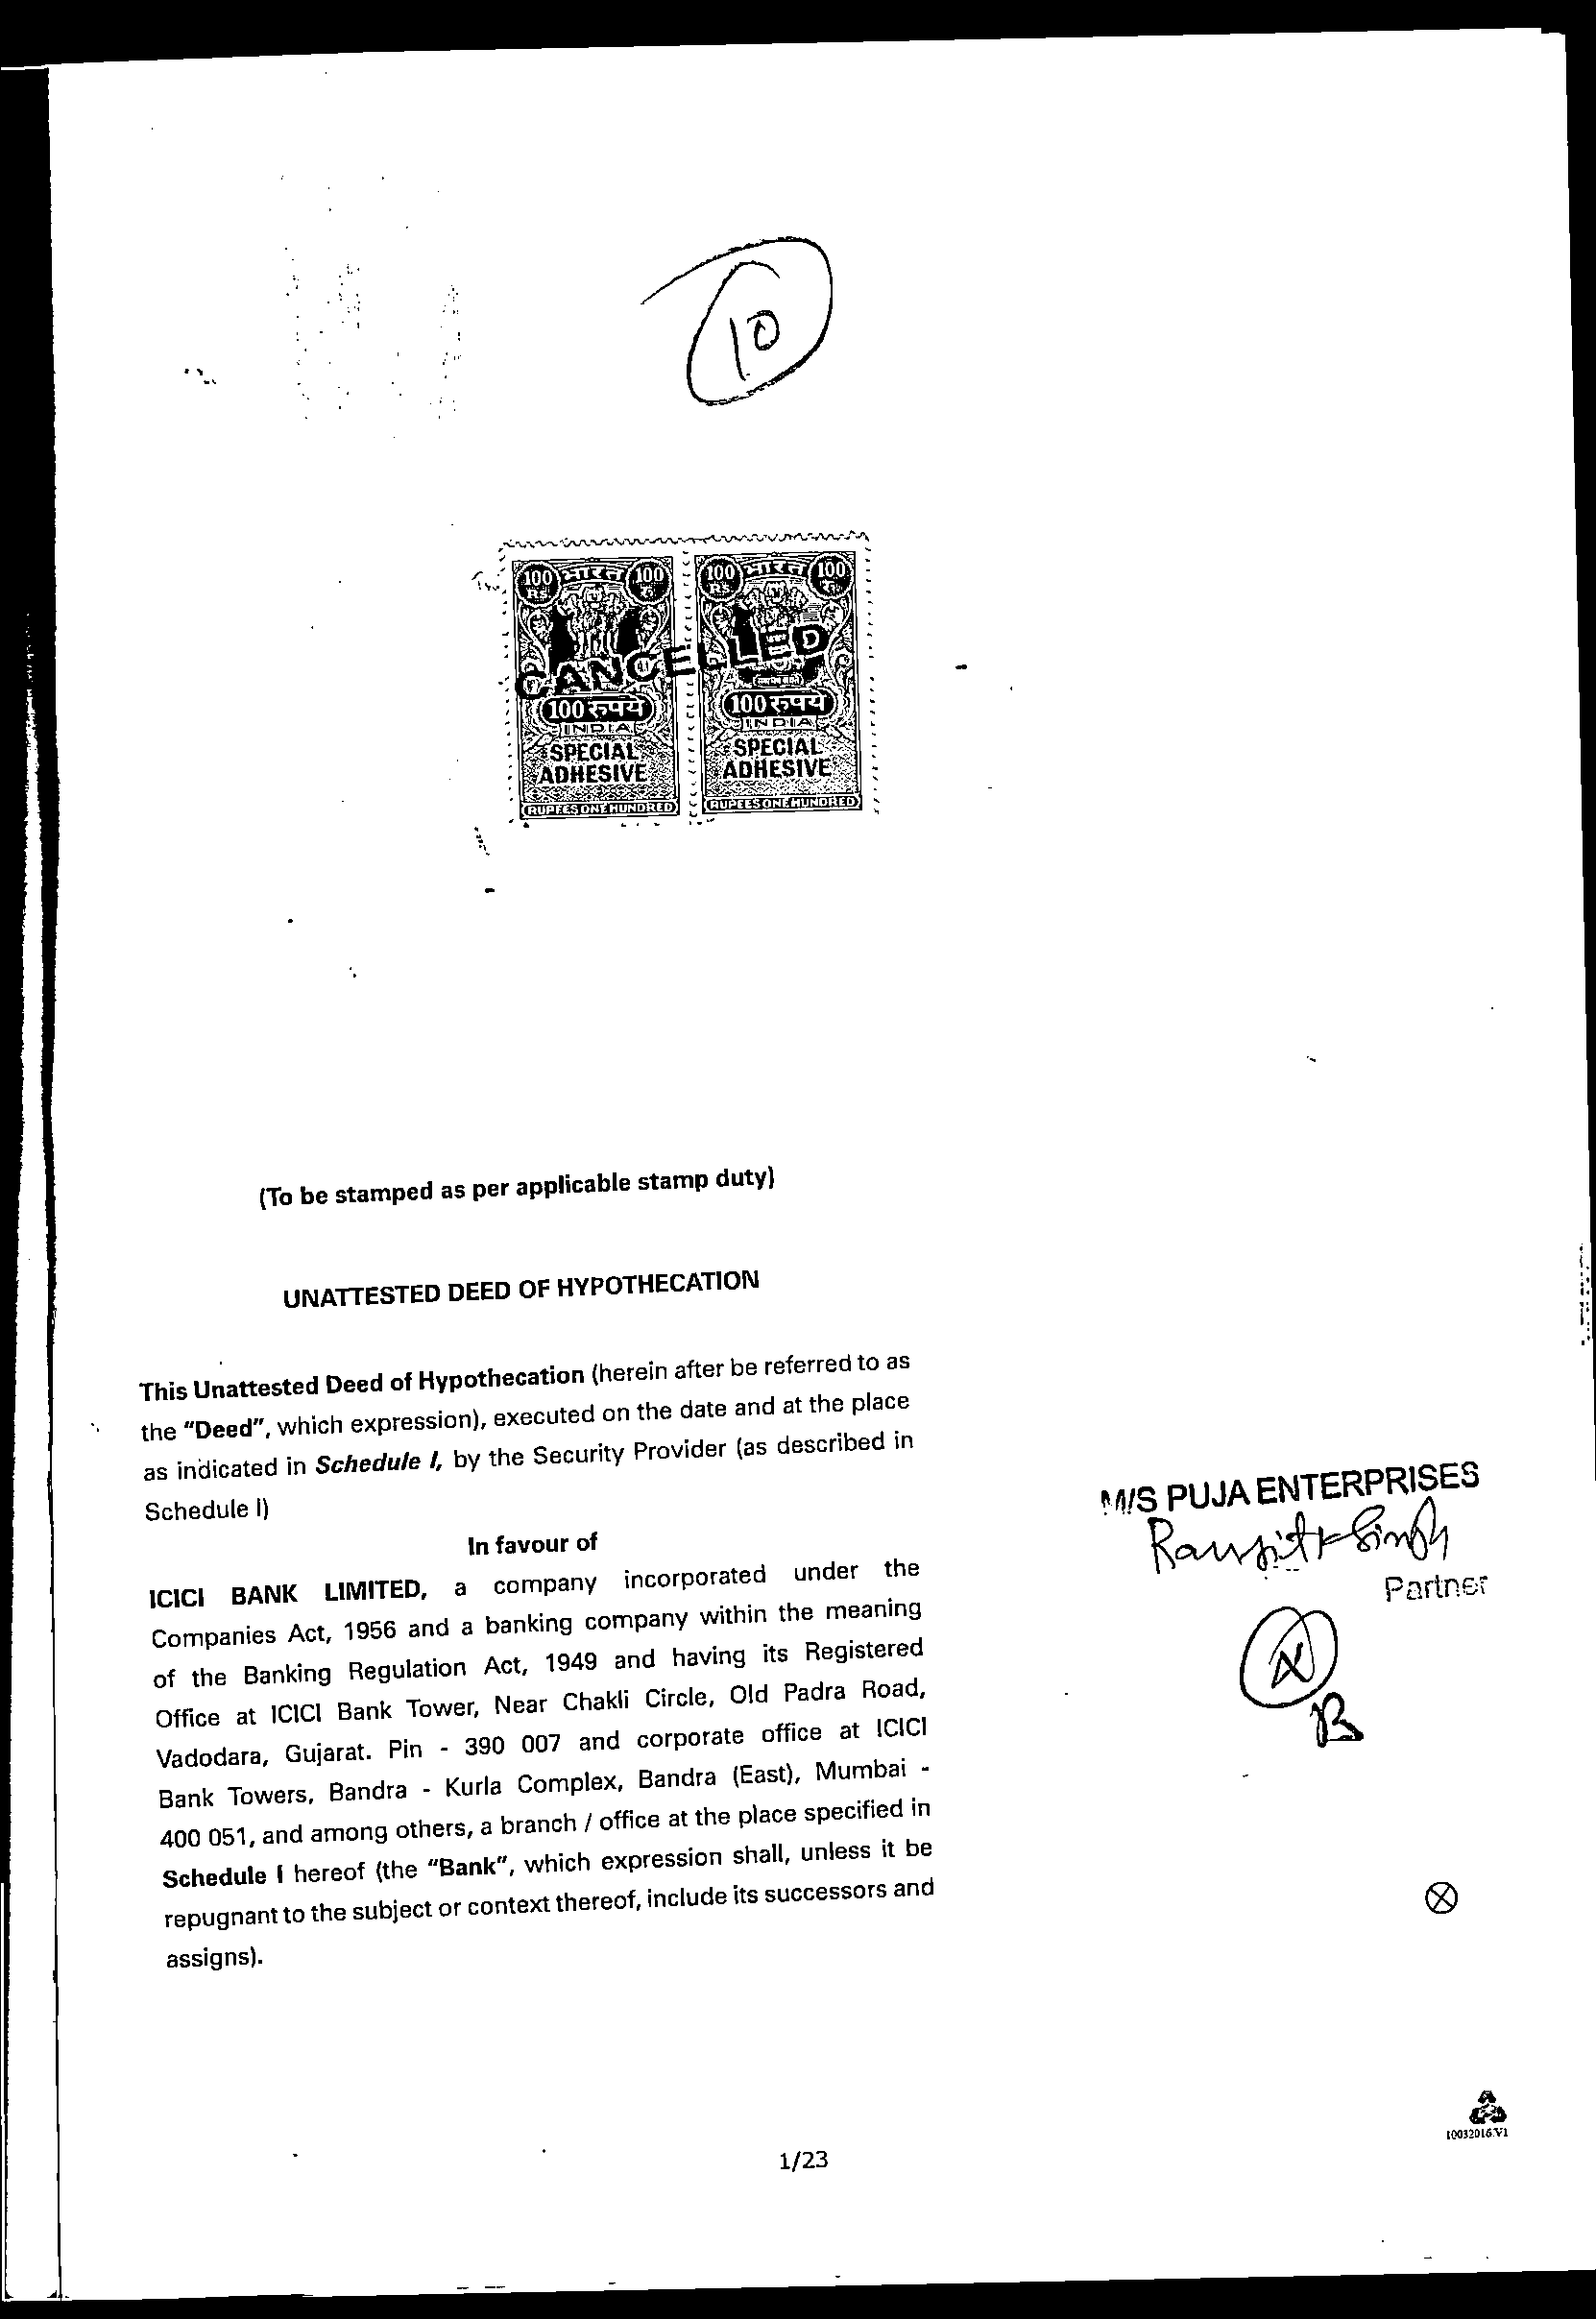 10
100 RS भारत 100 रु
100 RS भारत 100 रु
CANCELLED
100 रुपये
100 रुपये
INDIA
INDIA
SPECIAL
ADHESIVE
SPECIAL
ADHESIVE
RUPEES ONE HUNDRED
RUPEES ONE HUNDRED
(To be stamped as per applicable stamp duty)
UNATTESTED DEED OF HYPOTHECATION
This Unattested Deed of Hypothecation (herein after be referred to as
the “Deed”, which expression), executed on the date and at the place
as indicated in Schedule I, by the Security Provider (as described in
Schedule I)
In favour of
ICICI BANK LIMITED, a company incorporated under the
Companies Act, 1956 and a banking company within the meaning
of the Banking Regulation Act, 1949 and having its Registered
Office at ICICI Bank Tower, Near Chakli Circle, Old Padra Road,
Vadodara, Gujarat. Pin - 390 007 and corporate office at ICICI
Bank Towers, Bandra - Kurla Complex, Bandra (East), Mumbai -
400 051, and among others, a branch / office at the place specified in
Schedule I hereof (the “Bank”, which expression shall, unless it be
repugnant to the subject or context thereof, include its successors and
assigns).
M/S PUJA ENTERPRISES
Ranjit Singh
Partner
10032016.V1
1/23